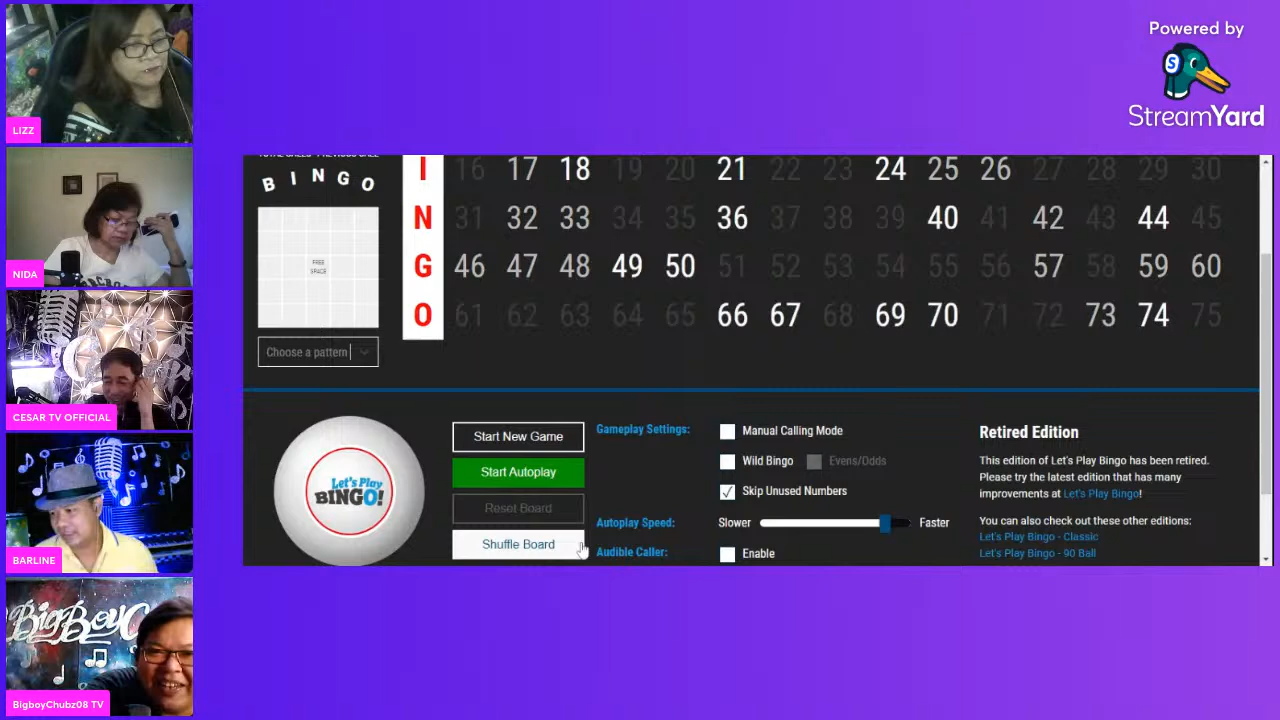 Powered by
StreamYard
LIZZ
NIDA
CESAR TV OFFICIAL
BARLINE
BigBoyC
BigboyChubz08 TV
TOTAL CALLS PREVIOUS CALL
B I N G O
FREE
SPACE
Choose a pattern
I 16 17 18 19 20 21 22 23 24 25 26 27 28 29 30
N 31 32 33 34 35 36 37 38 39 40 41 42 43 44 45
G 46 47 48 49 50 51 52 53 54 55 56 57 58 59 60
O 61 62 63 64 65 66 67 68 69 70 71 72 73 74 75
Let's Play
BINGO!
Start New Game
Start Autoplay
Reset Board
Shuffle Board
Gameplay Settings:
Manual Calling Mode
Wild Bingo
Evens/Odds
Skip Unused Numbers
Autoplay Speed:
Slower
Faster
Audible Caller:
Enable
Retired Edition
This edition of Let's Play Bingo has been retired.
Please try the latest edition that has many
improvements at Let's Play Bingo!
You can also check out these other editions:
Let's Play Bingo - Classic
Let's Play Bingo - 90 Ball